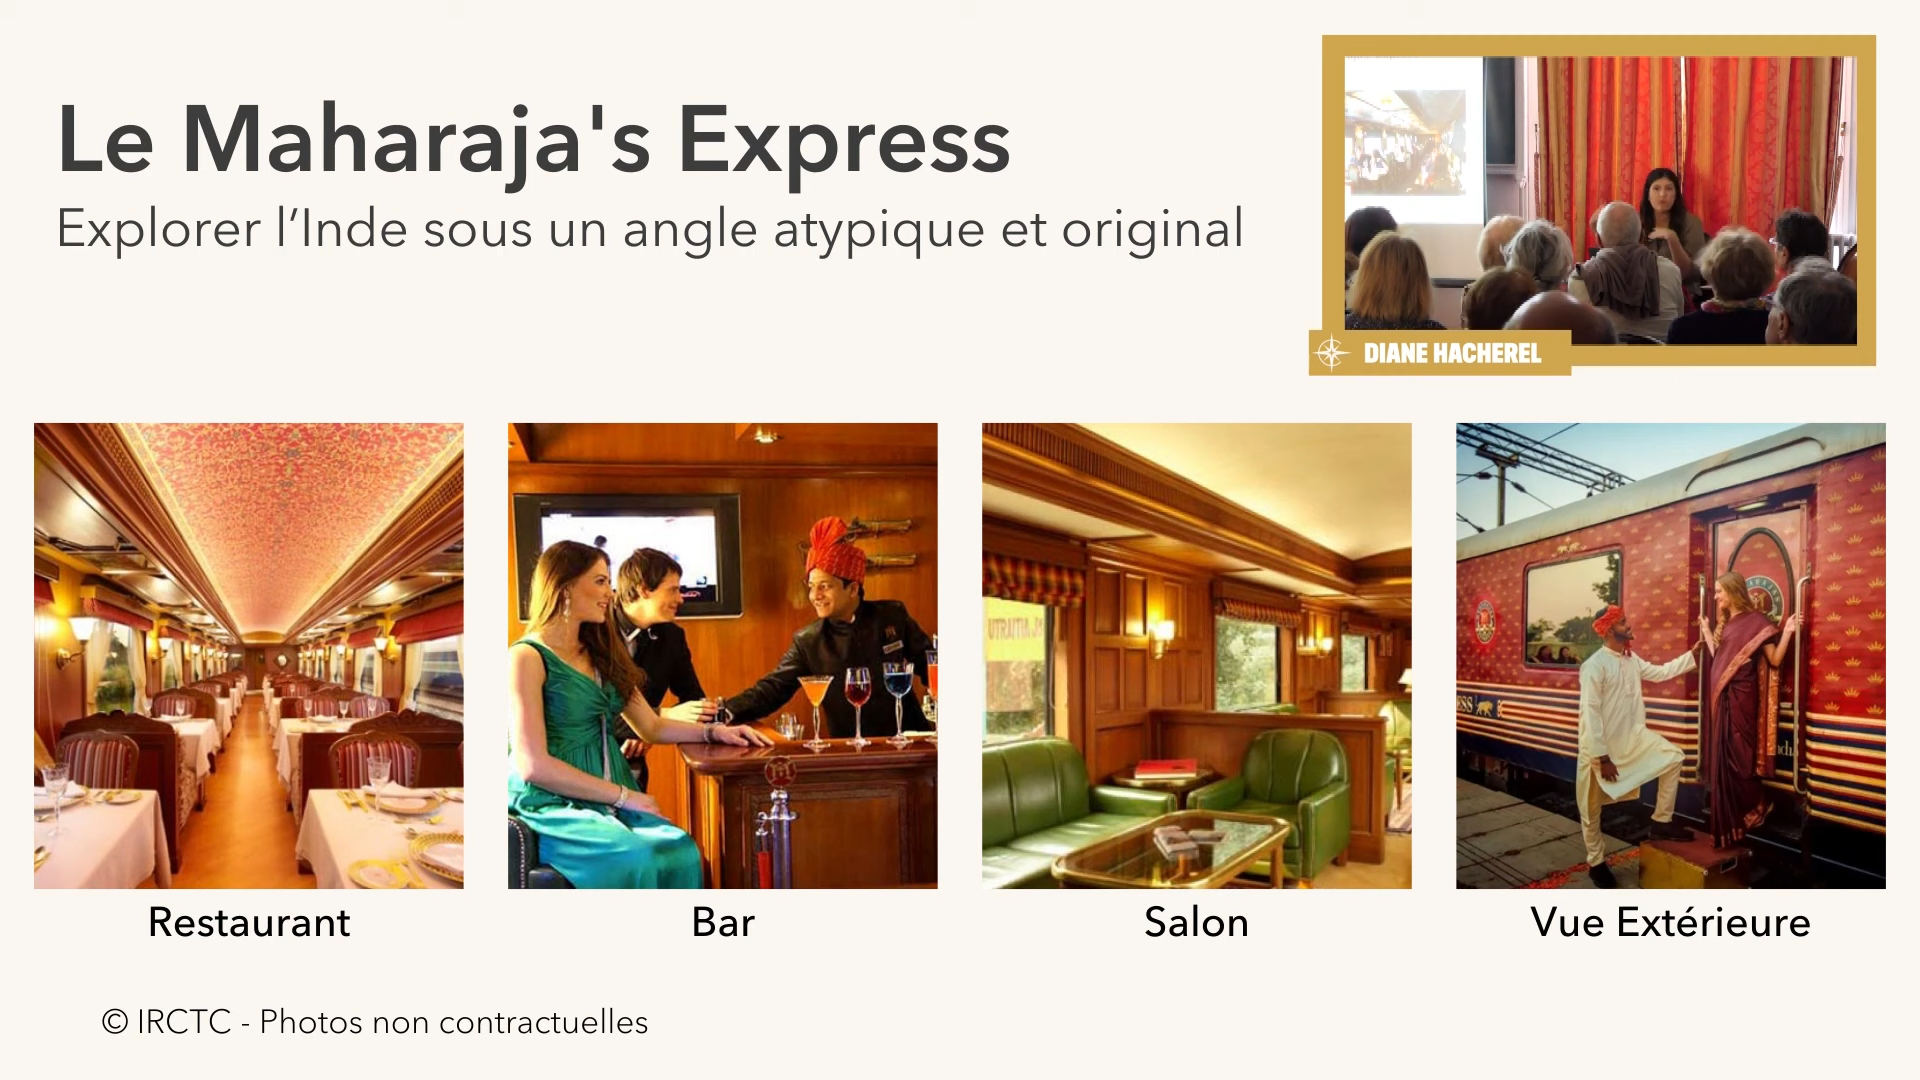 Le Maharaja's Express
Explorer l’Inde sous un angle atypique et original
DIANE HACHEREL
Restaurant
Bar
Salon
Vue Extérieure
© IRCTC - Photos non contractuelles